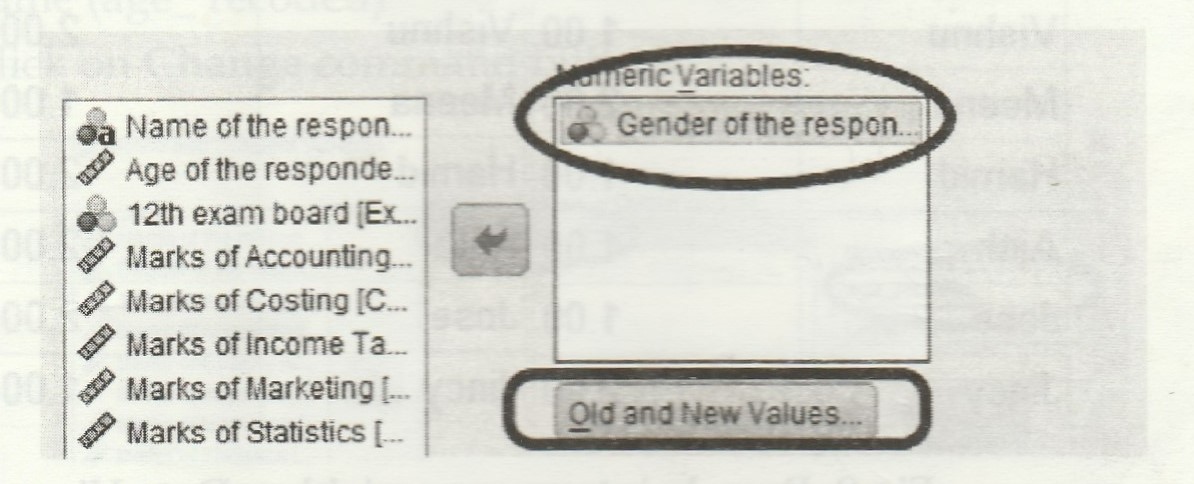 Numeric Variables:
Name of the respon...
Age of the responde...
12th exam board [Ex...
Marks of Accounting...
Marks of Costing [C...
Marks of Income Ta...
Marks of Marketing [...
Marks of Statistics [...
Gender of the respon...
Old and New Values...